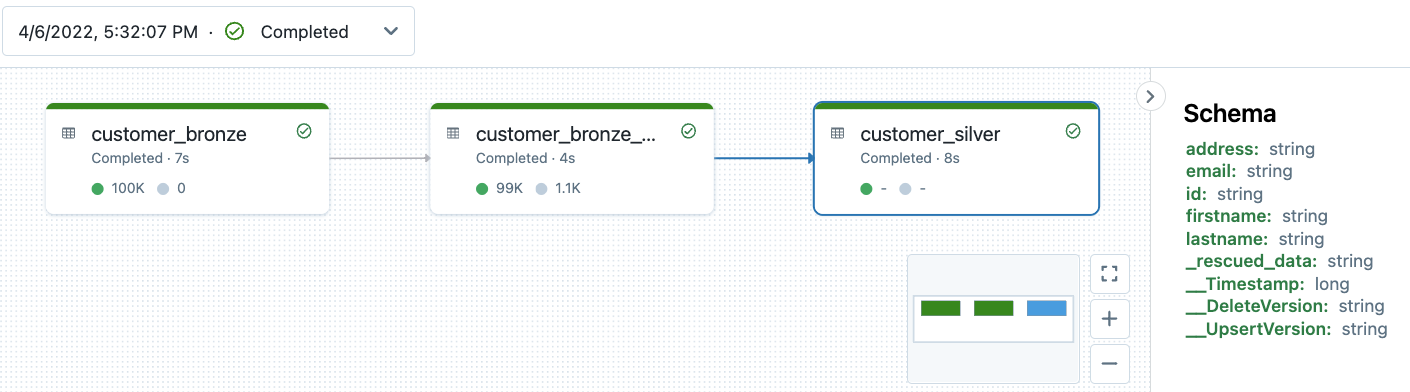 4/6/2022, 5:32:07 PM · Completed
customer_bronze
Completed · 7s
100K 0
customer_bronze_...
Completed · 4s
99K 1.1K
customer_silver
Completed · 8s
- -
Schema
address: string
email: string
id: string
firstname: string
lastname: string
_rescued_data: string
__Timestamp: long
__DeleteVersion: string
__UpsertVersion: string